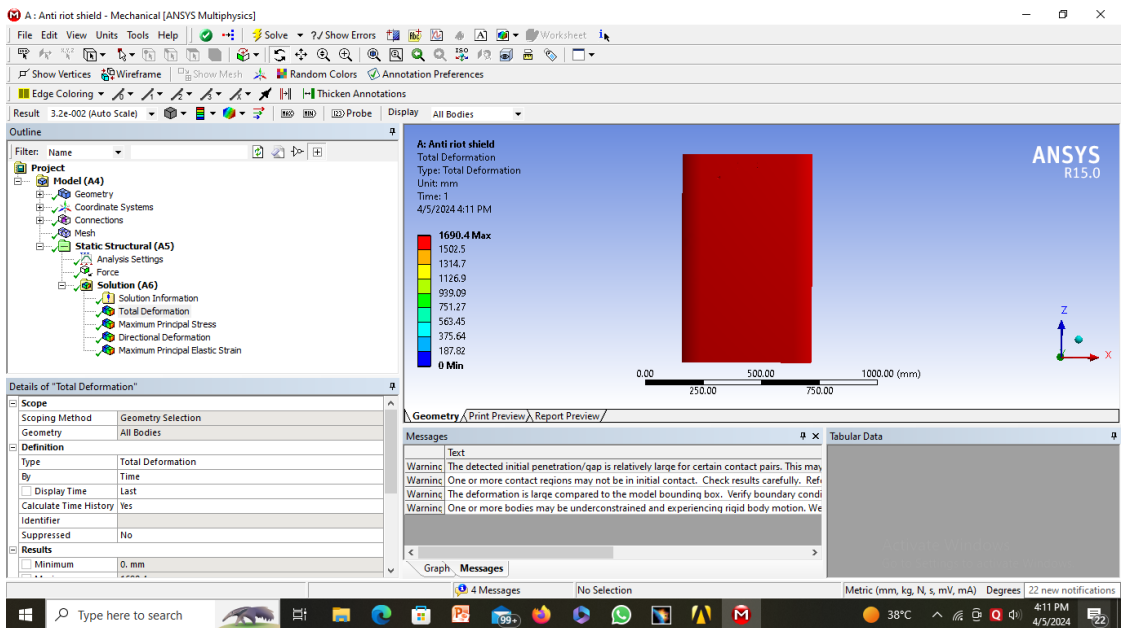 A : Anti riot shield - Mechanical [ANSYS Multiphysics]
File Edit View Units Tools Help Solve ?/ Show Errors Worksheet
Show Vertices Wireframe Show Mesh Random Colors Annotation Preferences
Edge Coloring Thicken Annotations
Result 3.2e-002 (Auto Scale) Probe Display All Bodies
Outline
Filter: Name
Project
Model (A4)
Geometry
Coordinate Systems
Connections
Mesh
Static Structural (A5)
Analysis Settings
Force
Solution (A6)
Solution Information
Total Deformation
Maximum Principal Stress
Directional Deformation
Maximum Principal Elastic Strain
Details of "Total Deformation"
Scope
Scoping Method Geometry Selection
Geometry All Bodies
Definition
Type Total Deformation
By Time
Display Time Last
Calculate Time History Yes
Identifier
Suppressed No
Results
Minimum 0. mm
A: Anti riot shield
Total Deformation
Type: Total Deformation
Unit: mm
Time: 1
4/5/2024 4:11 PM
1690.4 Max
1502.5
1314.7
1126.9
939.09
751.27
563.45
375.64
187.82
0 Min
ANSYS
R15.0
Z
X
0.00 500.00 1000.00 (mm)
250.00 750.00
Geometry Print Preview Report Preview
Messages
Text
Warning The detected initial penetration/gap is relatively large for certain contact pairs. This may
Warning One or more contact regions may not be in initial contact. Check results carefully. Refe
Warning The deformation is large compared to the model bounding box. Verify boundary condi
Warning One or more bodies may be underconstrained and experiencing rigid body motion. We
Graph Messages
Tabular Data
4 Messages No Selection Metric (mm, kg, N, s, mV, mA) Degrees 22 new notifications
Type here to search 99+ 38°C 4:11 PM
4/5/2024 22